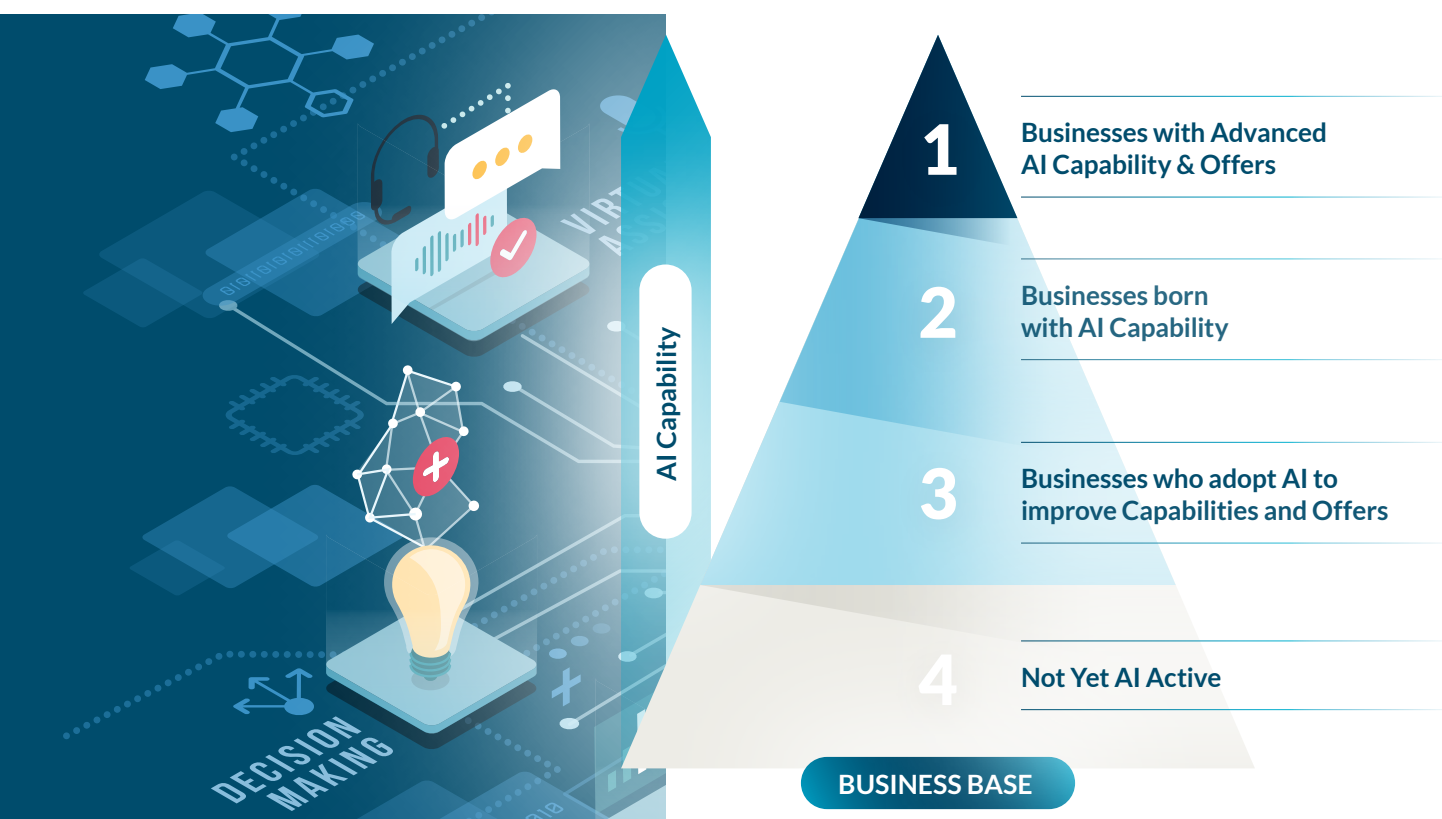 VIRTUAL
DECISION
MAKING
AI Capability
1
Businesses with Advanced
AI Capability & Offers
2
Businesses born
with AI Capability
3
Businesses who adopt AI to
improve Capabilities and Offers
4
Not Yet AI Active
BUSINESS BASE